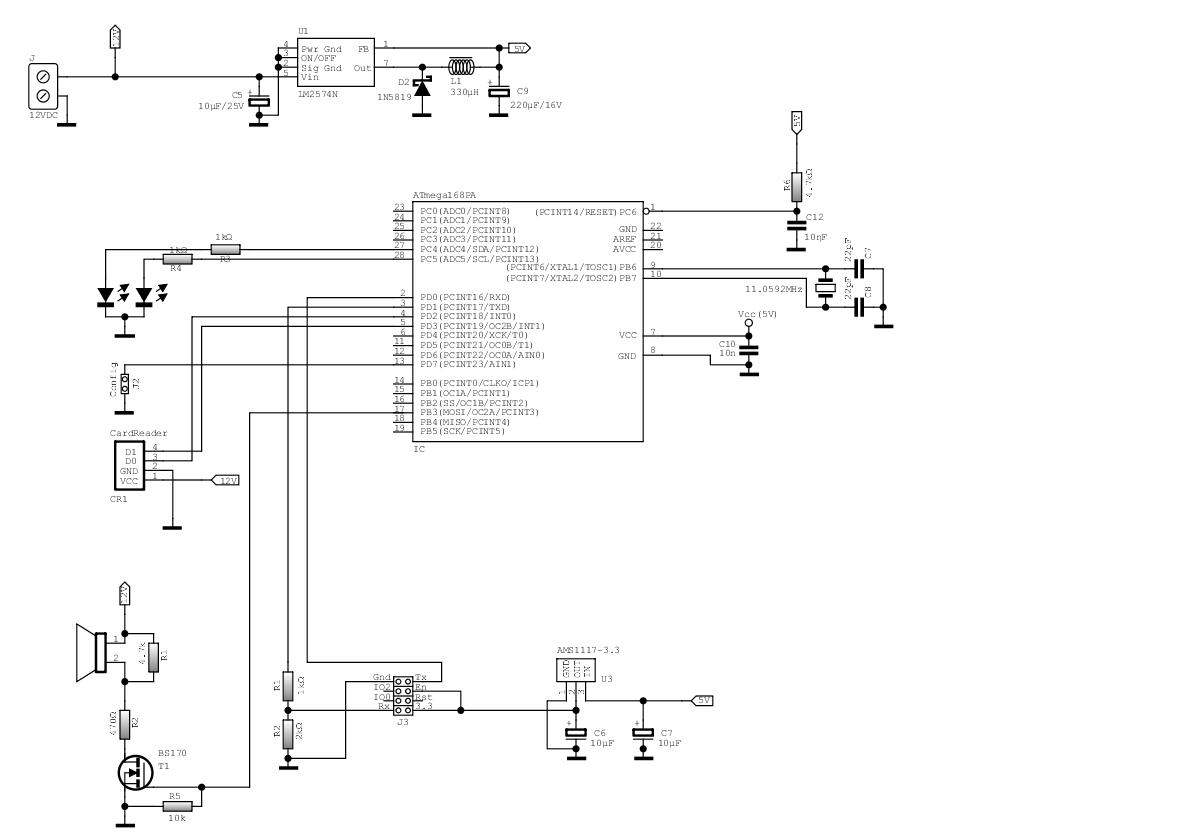 12V
J
12VDC
U1
4 Pwr Gnd FB 1
3 ON/OFF
2 Sig Gnd Out 7
5 Vin
LM2574N
C5
+
10µF/25V
D2
1N5819
L1
330µH
5V
+
C9
220µF/16V
5V
R6
4.7kΩ
C12
10nF
ATmega168PA
23 PC0(ADC0/PCINT8)
24 PC1(ADC1/PCINT9)
25 PC2(ADC2/PCINT10)
26 PC3(ADC3/PCINT11)
27 PC4(ADC4/SDA/PCINT12)
28 PC5(ADC5/SCL/PCINT13)
2 PD0(PCINT16/RXD)
3 PD1(PCINT17/TXD)
4 PD2(PCINT18/INT0)
5 PD3(PCINT19/OC2B/INT1)
6 PD4(PCINT20/XCK/T0)
11 PD5(PCINT21/OC0B/T1)
12 PD6(PCINT22/OC0A/AIN0)
13 PD7(PCINT23/AIN1)
14 PB0(PCINT0/CLKO/ICP1)
15 PB1(OC1A/PCINT1)
16 PB2(SS/OC1B/PCINT2)
17 PB3(MOSI/OC2A/PCINT3)
18 PB4(MISO/PCINT4)
19 PB5(SCK/PCINT5)
(PCINT14/RESET)PC6 1
GND 22
AREF 21
AVCC 20
(PCINT6/XTAL1/TOSC1)PB6 9
(PCINT7/XTAL2/TOSC2)PB7 10
VCC 7
GND 8
IC
1kΩ
R3
1kΩ
R4
22pF
C7
22pF
C8
11.0592MHz
Vcc(5V)
C10
10n
Config
J2
CardReader
D1 4
D0 3
GND 2
VCC 1
CR1
12V
12V
1
2
4.7k
R1
470Ω
R2
BS170
T1
R5
10k
R1
1kΩ
R2
2kΩ
Gnd Tx
IO2 En
IO0 Rst
Rx 3.3
J3
AMS1117-3.3
GND
OUT
IN
U3
1
2
3
5V
+
C6
10µF
+
C7
10µF